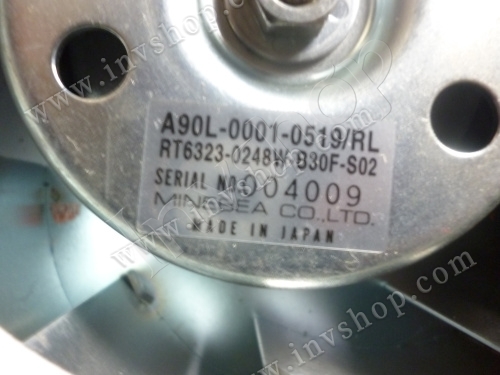 www.invshop.com
A90L-0001-0519/RL
RT6323-0248W-B30F-S02
SERIAL NO.004009
MINEBEA CO.,LTD.
MADE IN JAPAN
www.invshop.com
www.invshop.com